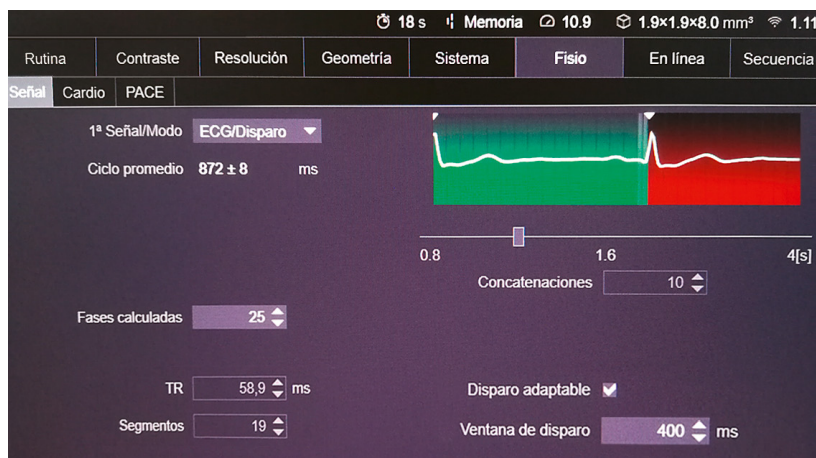 18 s Memoria 10.9 1.9×1.9×8.0 mm³ 1.11
Rutina Contraste Resolución Geometría Sistema Fisio En línea Secuencia
Señal Cardio PACE
1ª Señal/Modo ECG/Disparo
Ciclo promedio 872 ± 8 ms
0.8 1.6 4[s]
Concatenaciones 10
Fases calculadas 25
TR 58,9 ms Disparo adaptable
Segmentos 19 Ventana de disparo 400 ms